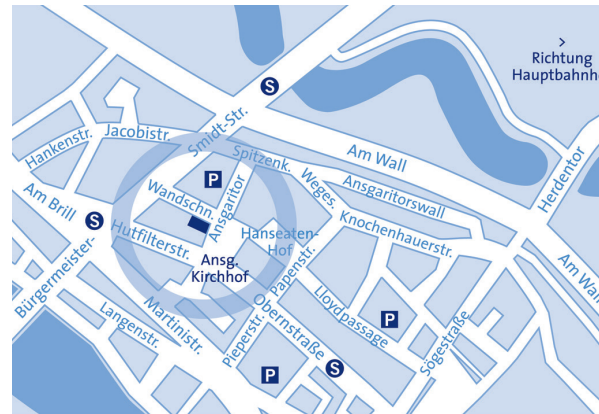 >
Richtung
Hauptbahnho
S
Smidt-Str.
Jacobistr.
Hankenstr.
Spitzenk.
Am Wall
Ansgaritorswall
Herdentor
P
Wandschn.
Ansgaritor
Weges.
Am Brill
S
Hutfilterstr.
Hanseaten-
Hof
Knochenhauerstr.
Am Wall
Ansg.
Kirchhof
Papenstr.
Bürgermeister-
Martinistr.
Obernstraße
Lloydpassage
P
Langenstr.
Pieperstr.
Sögestraße
P
S